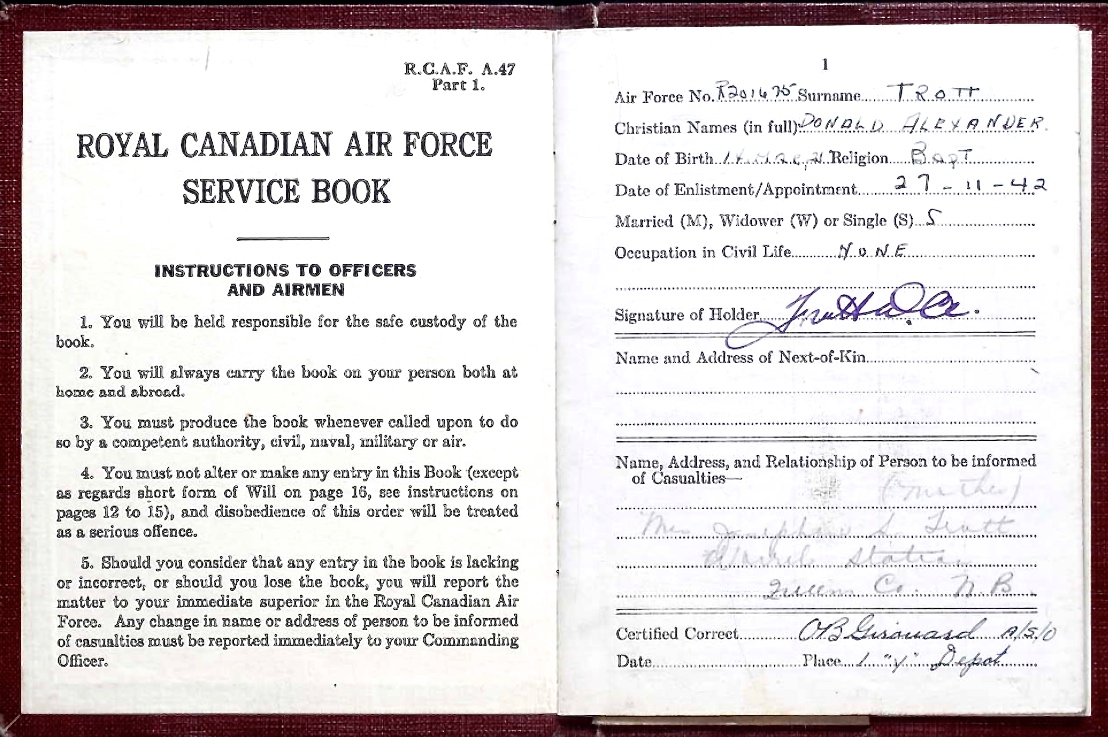 R.C.A.F. A.47
Part 1.
ROYAL CANADIAN AIR FORCE
SERVICE BOOK
INSTRUCTIONS TO OFFICERS
AND AIRMEN
1. You will be held responsible for the safe custody of the
book.
2. You will always carry the book on your person both at
home and abroad.
3. You must produce the book whenever called upon to do
so by a competent authority, civil, naval, military or air.
4. You must not alter or make any entry in this Book (except
as regards short form of Will on page 16, see instructions on
pages 12 to 15), and disobedience of this order will be treated
as a serious offence.
5. Should you consider that any entry in the book is lacking
or incorrect, or should you lose the book, you will report the
matter to your immediate superior in the Royal Canadian Air
Force. Any change in name or address of person to be informed
of casualties must be reported immediately to your Commanding
Officer.
1
Air Force No. R201675 Surname TROTT
Christian Names (in full) DONALD ALEXANDER
Date of Birth Religion Bapt
Date of Enlistment/Appointment 27-11-42
Married (M), Widower (W) or Single (S) S
Occupation in Civil Life NONE
Signature of Holder Trott D.A.
Name and Address of Next-of-Kin
Name, Address, and Relationship of Person to be informed
of Casualties—
(mother)
Mrs Josephine S. Trott
Station
Queens Co. N.B.
Certified Correct OB Girouard A/S/O
Date Place 1 "Y" Depot